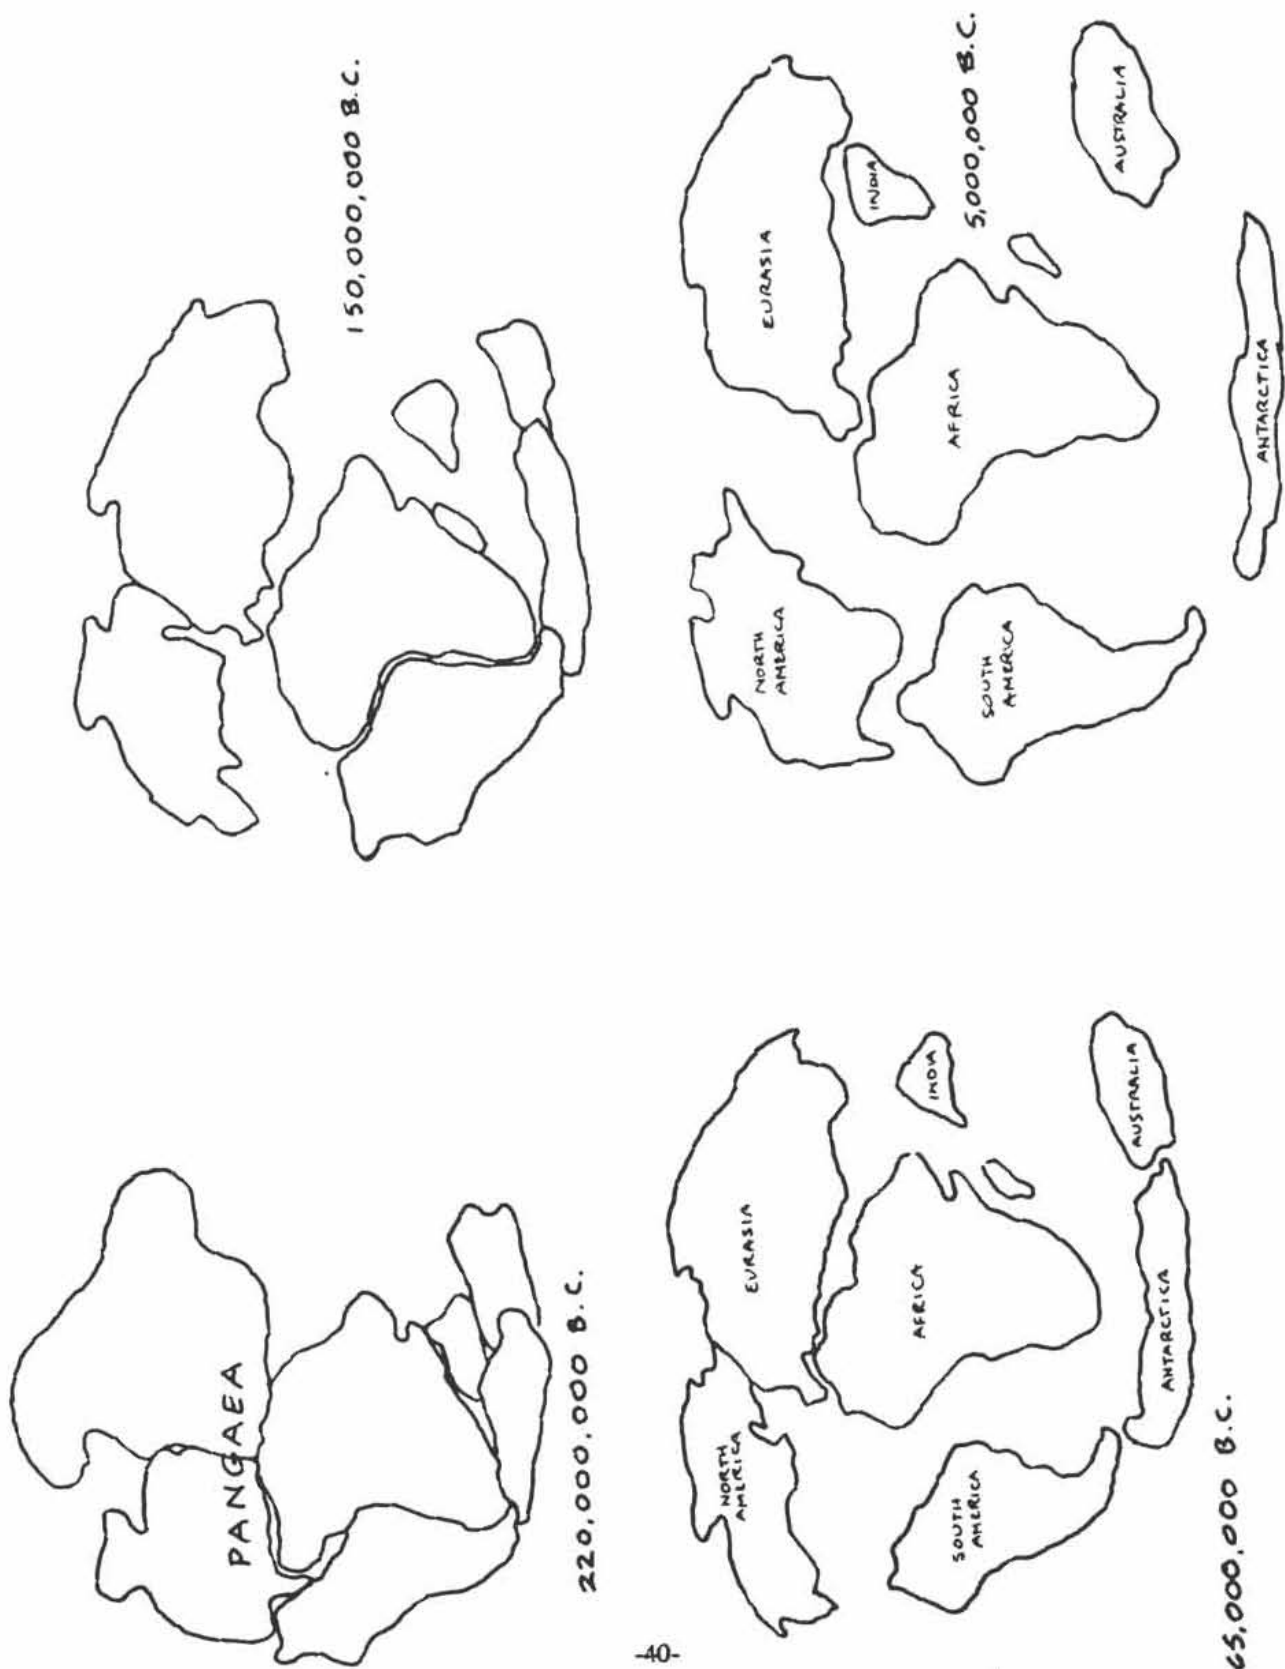 PANGAEA
220,000,000 B.C.
150,000,000 B.C.
NORTH
AMERICA
EURASIA
AFRICA
INDIA
SOUTH
AMERICA
ANTARCTICA
AUSTRALIA
65,000,000 B.C.
NORTH
AMERICA
EURASIA
INDIA
AFRICA
SOUTH
AMERICA
5,000,000 B.C.
AUSTRALIA
ANTARCTICA
-40-